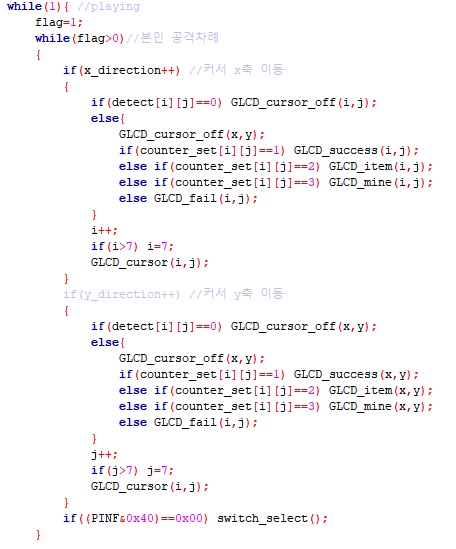 while(1){ //playing
    flag=1;
    while(flag>0)//본인 공격차례
    {
        if(x_direction++) //커서 x축 이동
        {
            if(detect[i][j]==0) GLCD_cursor_off(i,j);
            else{
                GLCD_cursor_off(x,y);
                if(counter_set[i][j]==1) GLCD_success(i,j);
                else if(counter_set[i][j]==2) GLCD_item(i,j);
                else if(counter_set[i][j]==3) GLCD_mine(i,j);
                else GLCD_fail(i,j);
            }
            i++;
            if(i>7) i=7;
            GLCD_cursor(i,j);
        }
        if(y_direction++) //커서 y축 이동
        {
            if(detect[i][j]==0) GLCD_cursor_off(x,y);
            else{
                GLCD_cursor_off(x,y);
                if(counter_set[i][j]==1) GLCD_success(x,y);
                else if(counter_set[i][j]==2) GLCD_item(x,y);
                else if(counter_set[i][j]==3) GLCD_mine(x,y);
                else GLCD_fail(i,j);
            }
            j++;
            if(j>7) j=7;
            GLCD_cursor(i,j);
        }
        if((PINF&0x40)==0x00) switch_select();
    }